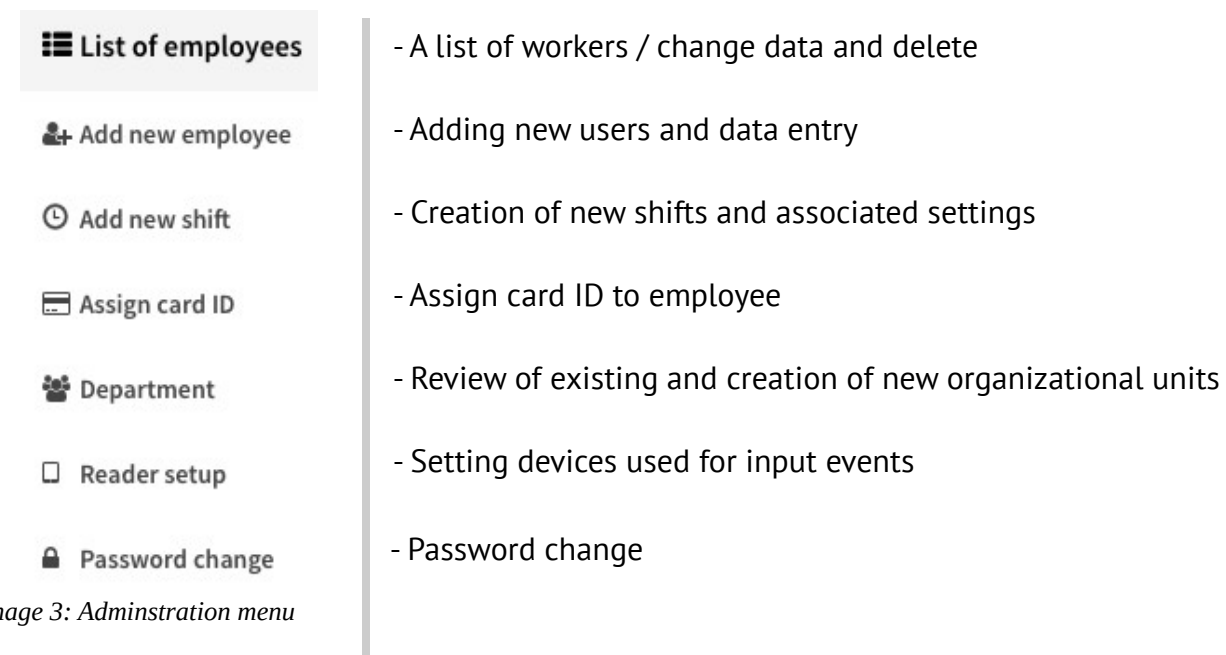 List of employees
- A list of workers / change data and delete
Add new employee
- Adding new users and data entry
Add new shift
- Creation of new shifts and associated settings
Assign card ID
- Assign card ID to employee
Department
- Review of existing and creation of new organizational units
Reader setup
- Setting devices used for input events
Password change
- Password change
mage 3: Adminstration menu